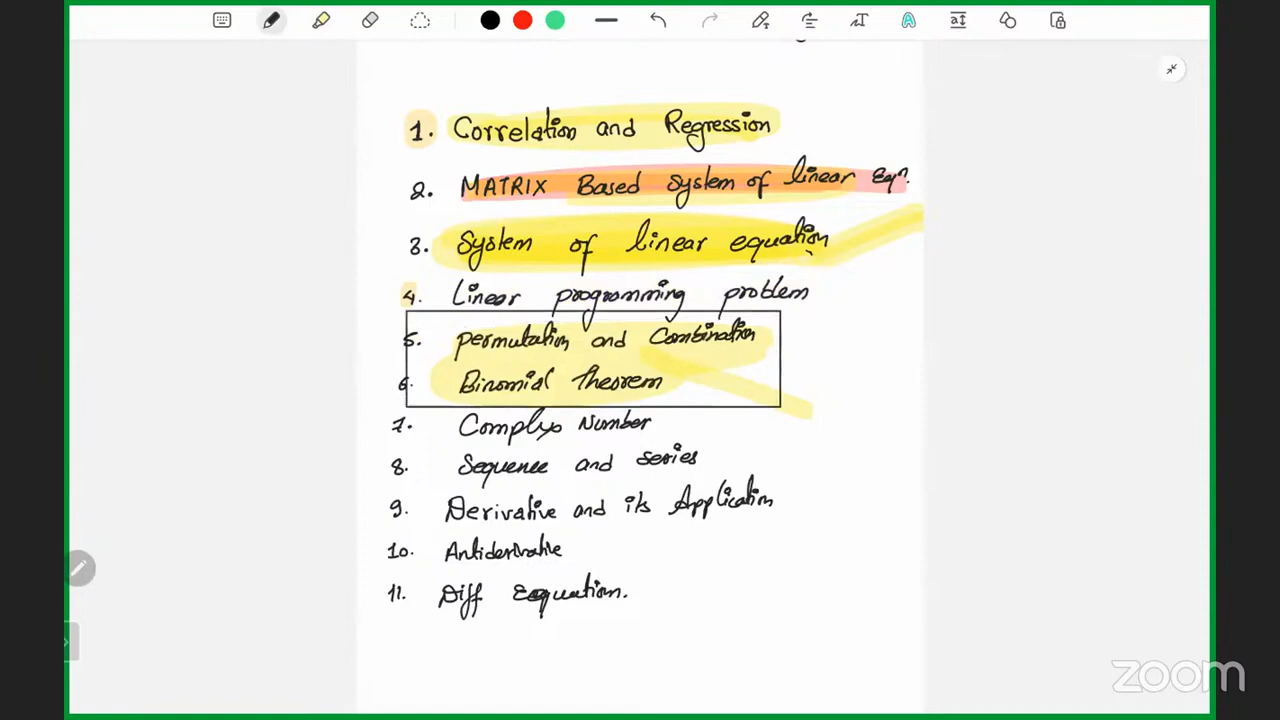 1. Correlation and Regression
2. MATRIX Based System of linear Eqn.
3. System of linear equation
4. Linear programming problem
5. Permutation and Combination
6. Binomial Theorem
7. Complex Number
8. Sequence and series
9. Derivative and its Application
10. Antiderivative
11. Diff Equation.
zoom